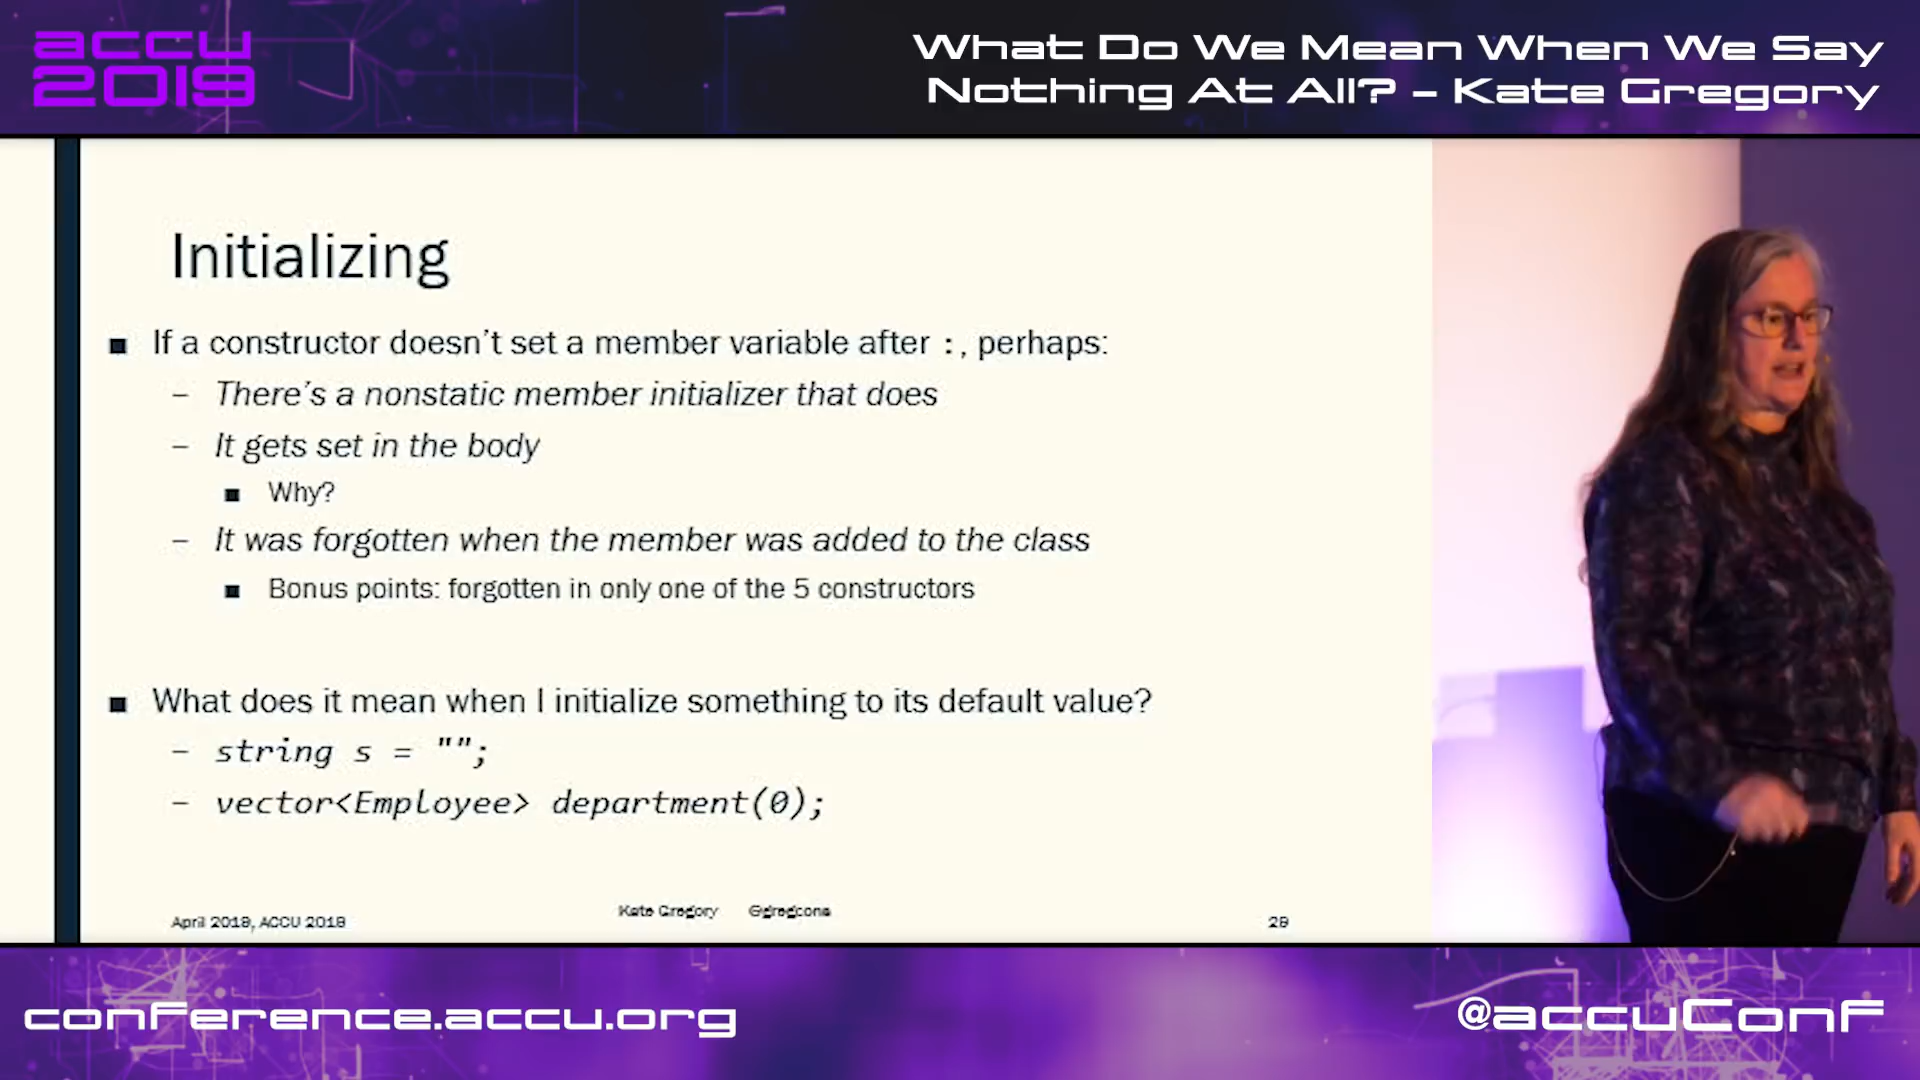 accu
2019
What Do We Mean When We Say
Nothing At All? - Kate Gregory
Initializing
■ If a constructor doesn't set a member variable after :, perhaps:
– There's a nonstatic member initializer that does
– It gets set in the body
■ Why?
– It was forgotten when the member was added to the class
■ Bonus points: forgotten in only one of the 5 constructors
■ What does it mean when I initialize something to its default value?
– string s = "";
– vector<Employee> department(0);
April 2019, ACCU 2019
Kate Gregory @gregcons
29
conference.accu.org
@accuConf